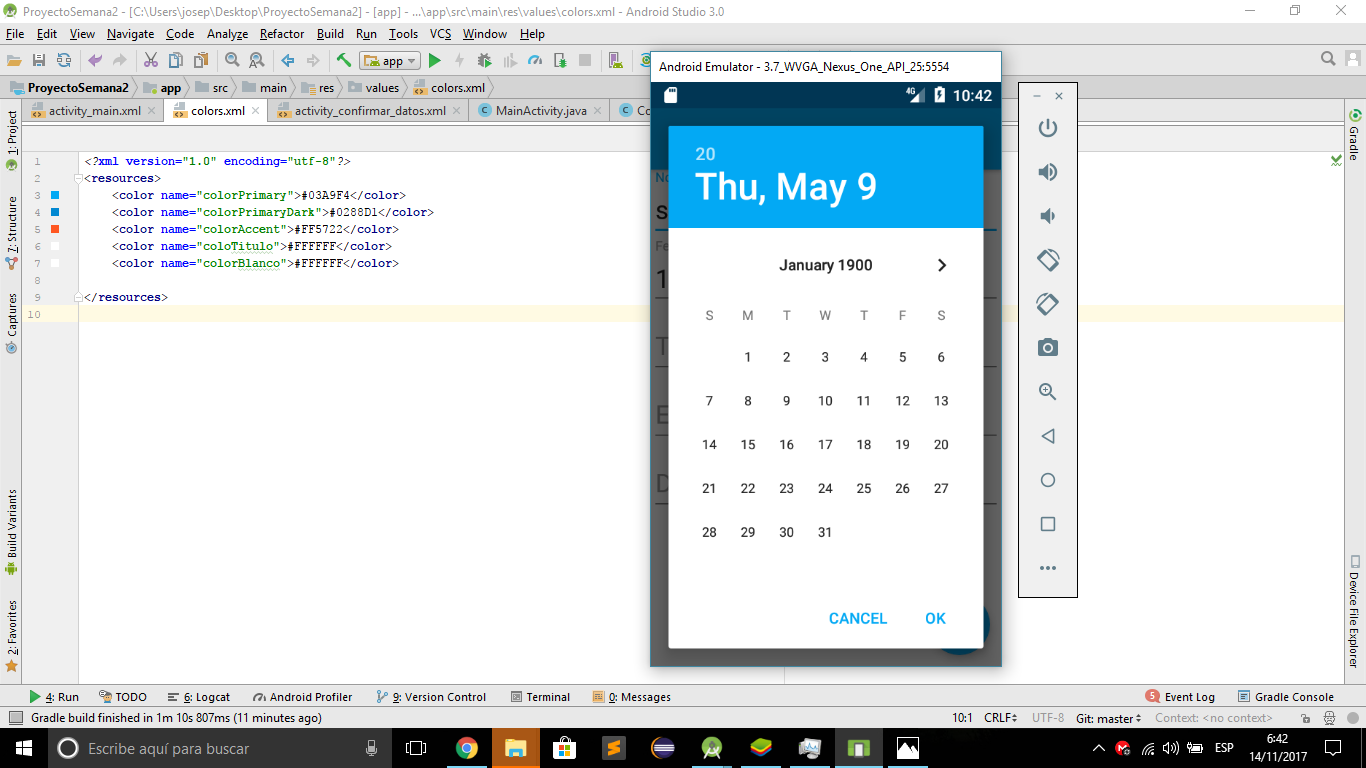 ProyectoSemana2 - [C:\Users\josep\Desktop\ProyectoSemana2] - [app] - ...\app\src\main\res\values\colors.xml - Android Studio 3.0
File Edit View Navigate Code Analyze Refactor Build Run Tools VCS Window Help
app
ProyectoSemana2 app src main res values colors.xml
activity_main.xml colors.xml activity_confirmar_datos.xml MainActivity.java Co
1: Project
7: Structure
Captures
Build Variants
2: Favorites
1 <?xml version="1.0" encoding="utf-8"?>
2 <resources>
3 <color name="colorPrimary">#03A9F4</color>
4 <color name="colorPrimaryDark">#0288D1</color>
5 <color name="colorAccent">#FF5722</color>
6 <color name="coloTitulo">#FFFFFF</color>
7 <color name="colorBlanco">#FFFFFF</color>
8
9 </resources>
10
Android Emulator - 3.7_WVGA_Nexus_One_API_25:5554
4G 10:42
No
Fe
1
T
E
D
20
Thu, May 9
January 1900
S M T W T F S
1 2 3 4 5 6
7 8 9 10 11 12 13
14 15 16 17 18 19 20
21 22 23 24 25 26 27
28 29 30 31
CANCEL OK
Gradle
Device File Explorer
4: Run TODO 6: Logcat Android Profiler 9: Version Control Terminal 0: Messages 5 Event Log Gradle Console
Gradle build finished in 1m 10s 807ms (11 minutes ago) 10:1 CRLF UTF-8 Git: master Context: <no context>
Escribe aquí para buscar ESP 6:42
14/11/2017